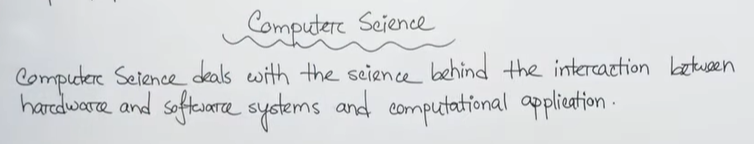 Computer Science
Computer Science deals with the science behind the interaction between
hardware and software systems and computational application.